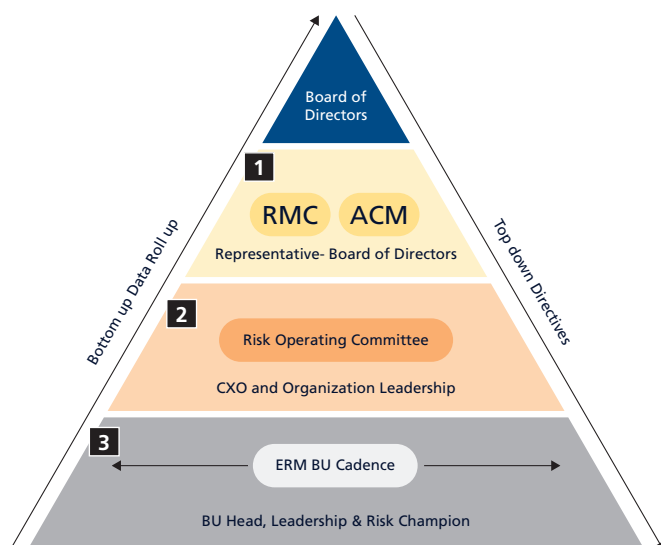 Board of
Directors
1
RMC
ACM
Representative- Board of Directors
Bottom up Data Roll up
Top down Directives
2
Risk Operating Committee
CXO and Organization Leadership
3
ERM BU Cadence
BU Head, Leadership & Risk Champion